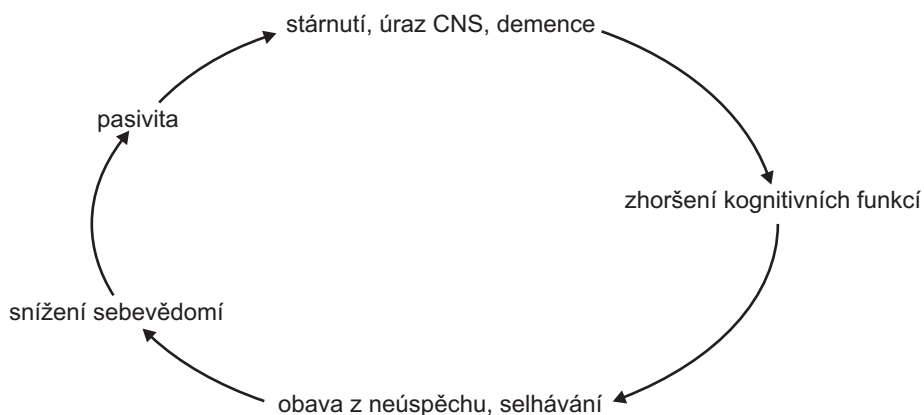 stárnutí, úraz CNS, demence
zhoršení kognitivních funkcí
obava z neúspěchu, selhávání
snížení sebevědomí
pasivita